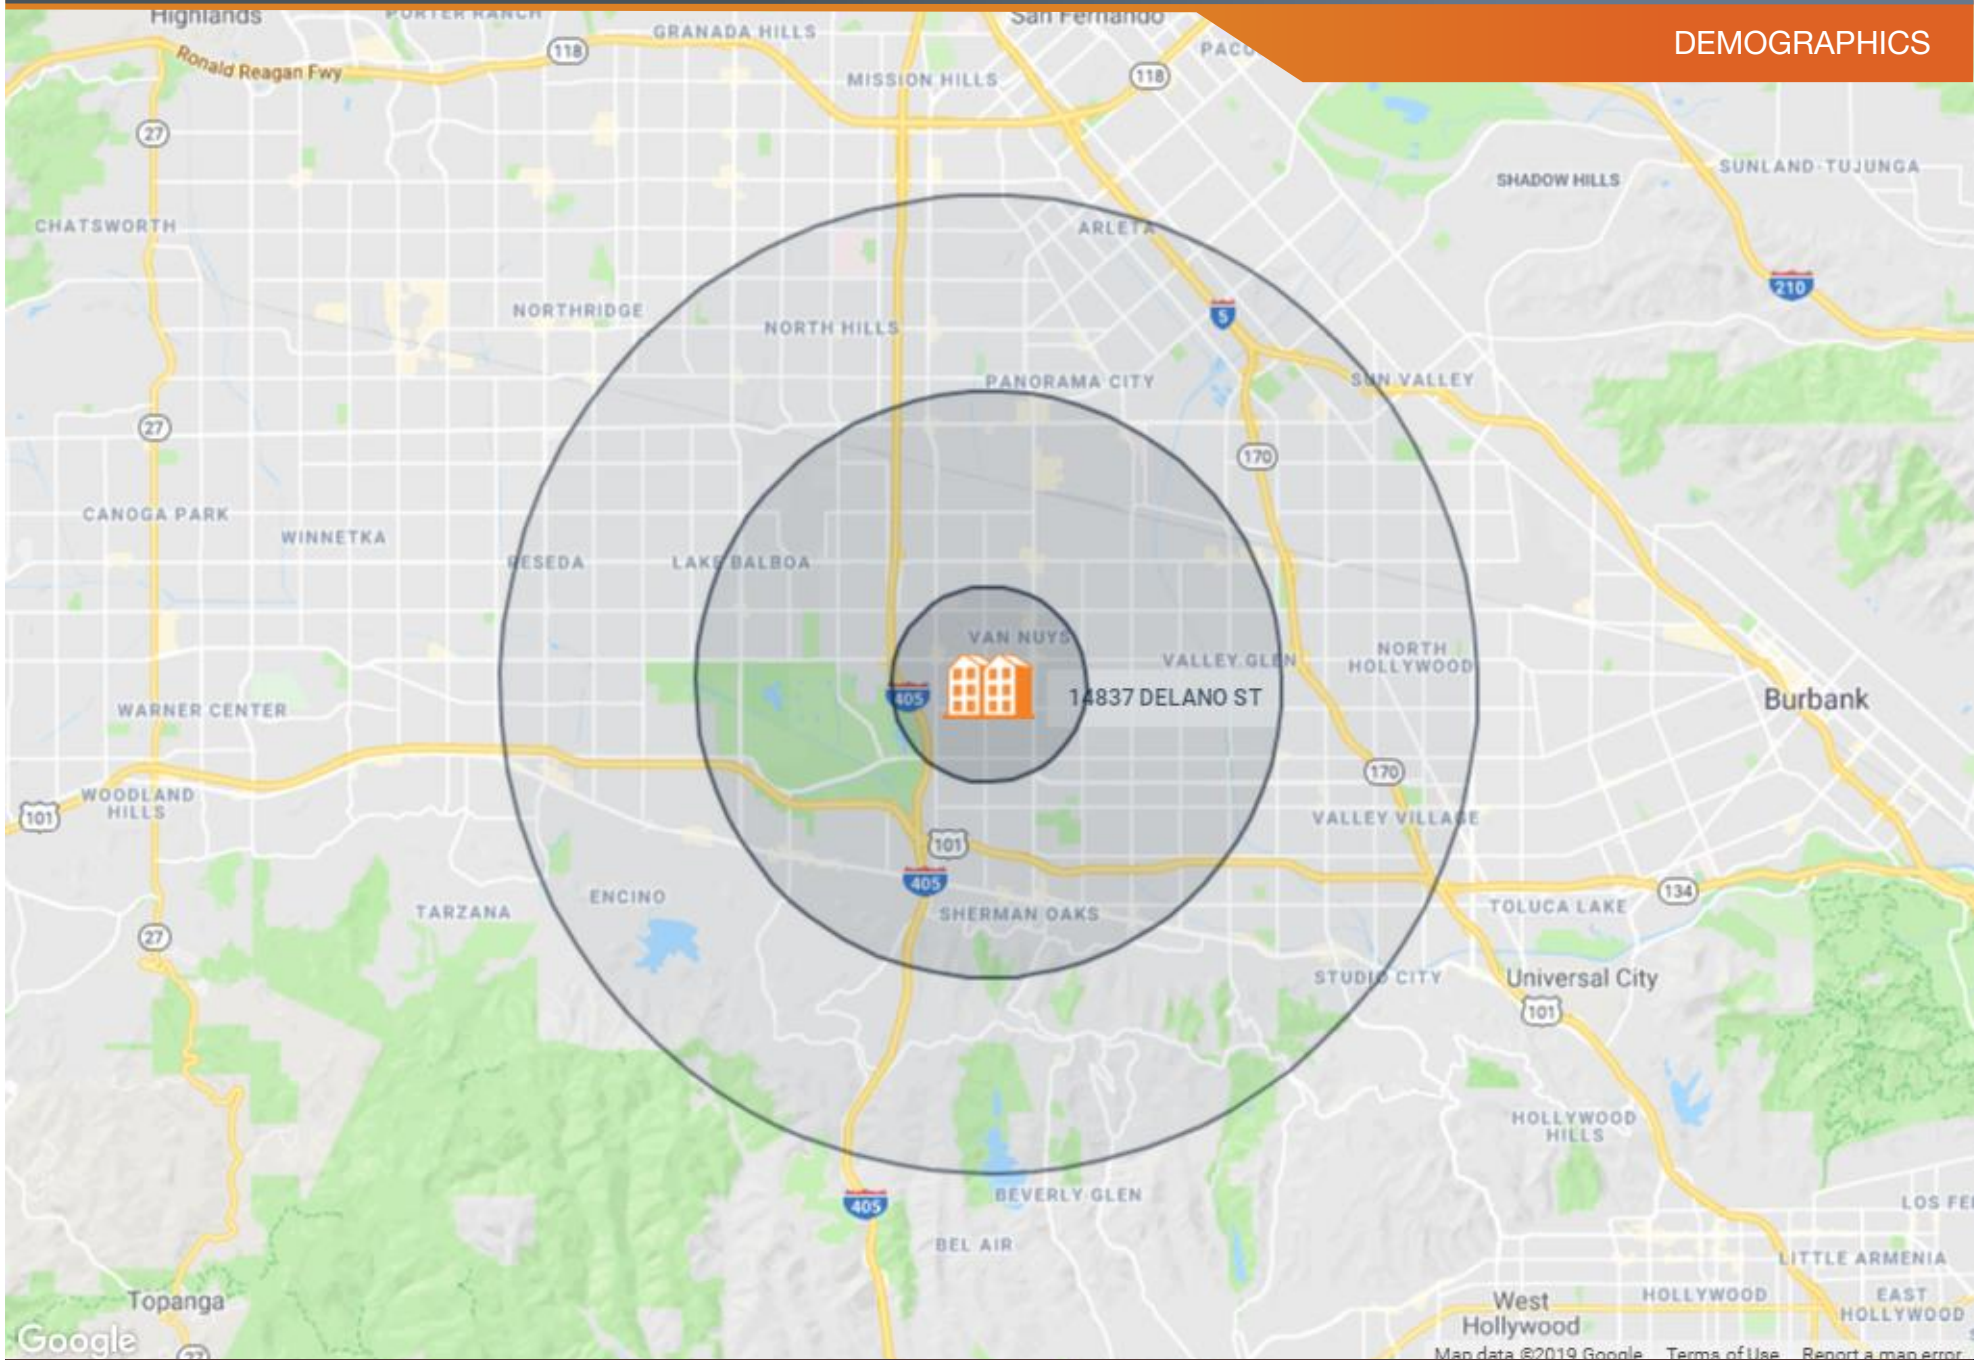 DEMOGRAPHICS
Highlands
PORTER RANCH
San Fernando
GRANADA HILLS
118
Ronald Reagan Fwy
MISSION HILLS
118
27
SUNLAND-TUJUNGA
SHADOW HILLS
CHATSWORTH
ARLETA
210
NORTHRIDGE
5
NORTH HILLS
PANORAMA CITY
SUN VALLEY
27
170
CANOGA PARK
WINNETKA
RESEDA
LAKE BALBOA
VAN NUYS
VALLEY GLEN
NORTH
HOLLYWOOD
405
14837 DELANO ST
Burbank
WARNER CENTER
170
WOODLAND
HILLS
101
VALLEY VILLAGE
101
405
134
ENCINO
TARZANA
SHERMAN OAKS
TOLUCA LAKE
27
STUDIO CITY
Universal City
101
HOLLYWOOD
HILLS
BEVERLY GLEN
405
LOS FE
BEL AIR
LITTLE ARMENIA
Topanga
West
Hollywood
HOLLYWOOD
EAST
HOLLYWOOD
Google
27
Map data ©2019 Google
Terms of Use
Report a map error